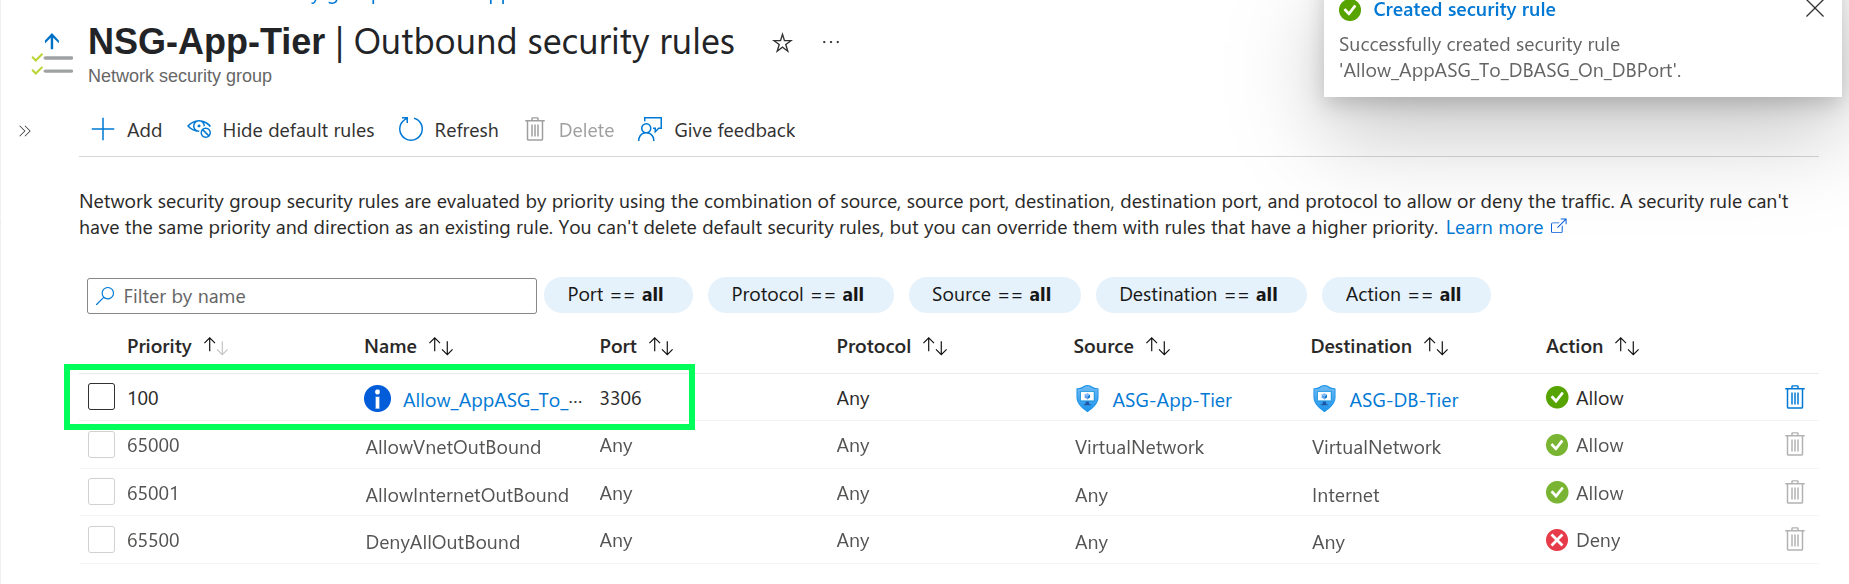 NSG-App-Tier | Outbound security rules
Network security group
Created security rule
Successfully created security rule
'Allow_AppASG_To_DBASG_On_DBPort'.
Add Hide default rules Refresh Delete Give feedback
Network security group security rules are evaluated by priority using the combination of source, source port, destination, destination port, and protocol to allow or deny the traffic. A security rule can't
have the same priority and direction as an existing rule. You can't delete default security rules, but you can override them with rules that have a higher priority. Learn more
Filter by name Port == all Protocol == all Source == all Destination == all Action == all
Priority Name Port Protocol Source Destination Action
100 Allow_AppASG_To_... 3306 Any ASG-App-Tier ASG-DB-Tier Allow
65000 AllowVnetOutBound Any Any VirtualNetwork VirtualNetwork Allow
65001 AllowInternetOutBound Any Any Any Internet Allow
65500 DenyAllOutBound Any Any Any Any Deny